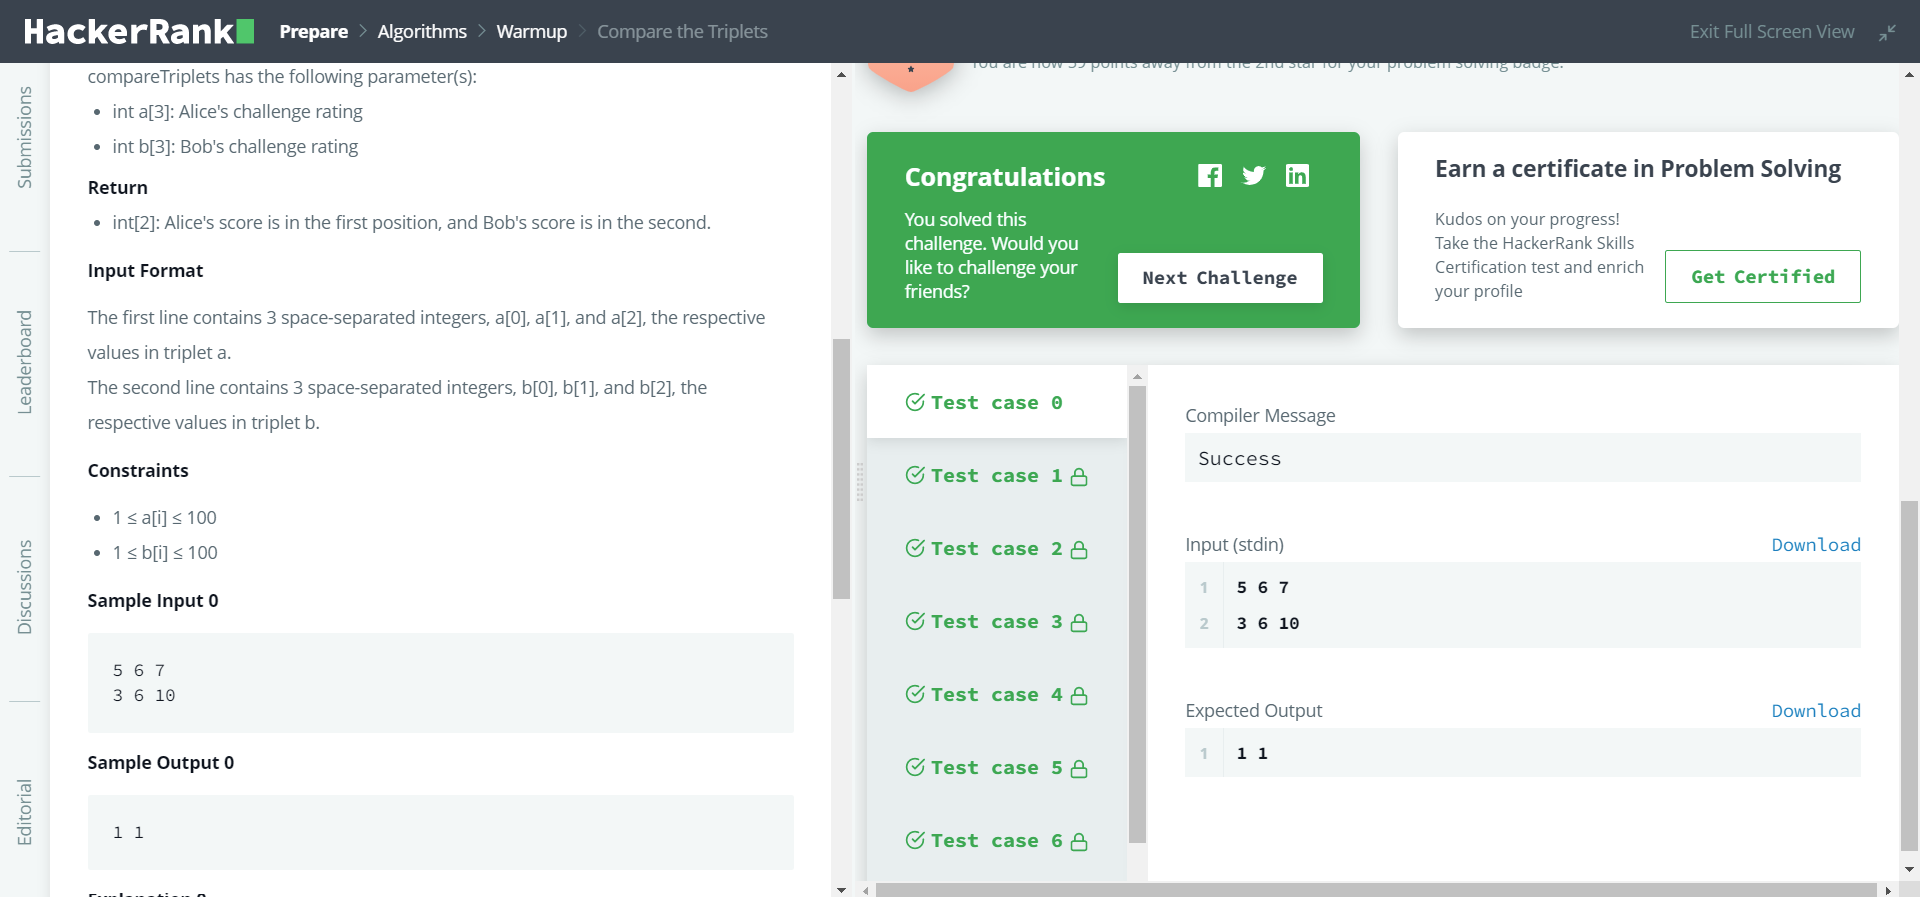 HackerRank
Prepare > Algorithms > Warmup > Compare the Triplets
Exit Full Screen View
Submissions
Leaderboard
Discussions
Editorial
compareTriplets has the following parameter(s):
• int a[3]: Alice's challenge rating
• int b[3]: Bob's challenge rating
Return
• int[2]: Alice's score is in the first position, and Bob's score is in the second.
Input Format
The first line contains 3 space-separated integers, a[0], a[1], and a[2], the respective
values in triplet a.
The second line contains 3 space-separated integers, b[0], b[1], and b[2], the
respective values in triplet b.
Constraints
• 1 ≤ a[i] ≤ 100
• 1 ≤ b[i] ≤ 100
Sample Input 0
5 6 7
3 6 10
Sample Output 0
1 1
Explanation 0
You are now 39 points away from the 2nd star for your problem solving badge.
Congratulations
You solved this
challenge. Would you
like to challenge your
friends?
Next Challenge
Earn a certificate in Problem Solving
Kudos on your progress!
Take the HackerRank Skills
Certification test and enrich
your profile
Get Certified
Test case 0
Test case 1
Test case 2
Test case 3
Test case 4
Test case 5
Test case 6
Compiler Message
Success
Input (stdin)
Download
1 5 6 7
2 3 6 10
Expected Output
Download
1 1 1